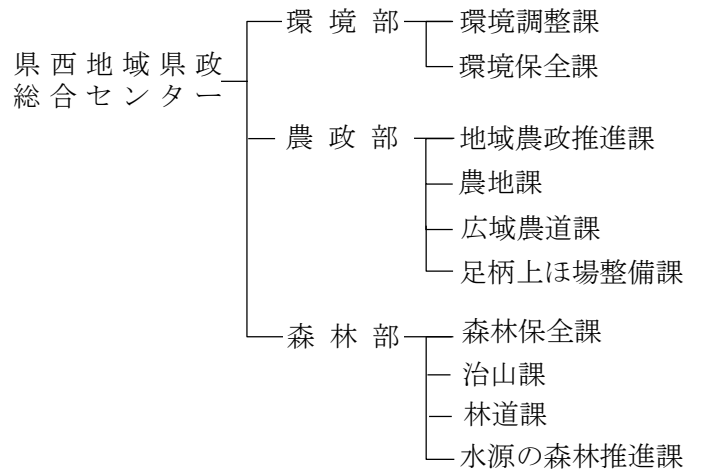 県西地域県政
総合センター
環境部
環境調整課
環境保全課
農政部
地域農政推進課
農地課
広域農道課
足柄上ほ場整備課
森林部
森林保全課
治山課
林道課
水源の森林推進課